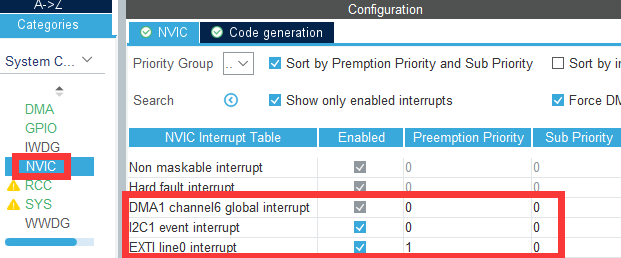 A->Z
Categories
System C...
DMA
GPIO
IWDG
NVIC
RCC
SYS
WWDG
Configuration
NVIC
Code generation
Priority Group
..
Sort by Premption Priority and Sub Priority
Sort by in
Search
Show only enabled interrupts
Force DM
NVIC Interrupt Table Enabled Preemption Priority Sub Priority
Non maskable interrupt 0 0
Hard fault interrupt 0 0
DMA1 channel6 global interrupt 0 0
I2C1 event interrupt 0 0
EXTI line0 interrupt 1 0